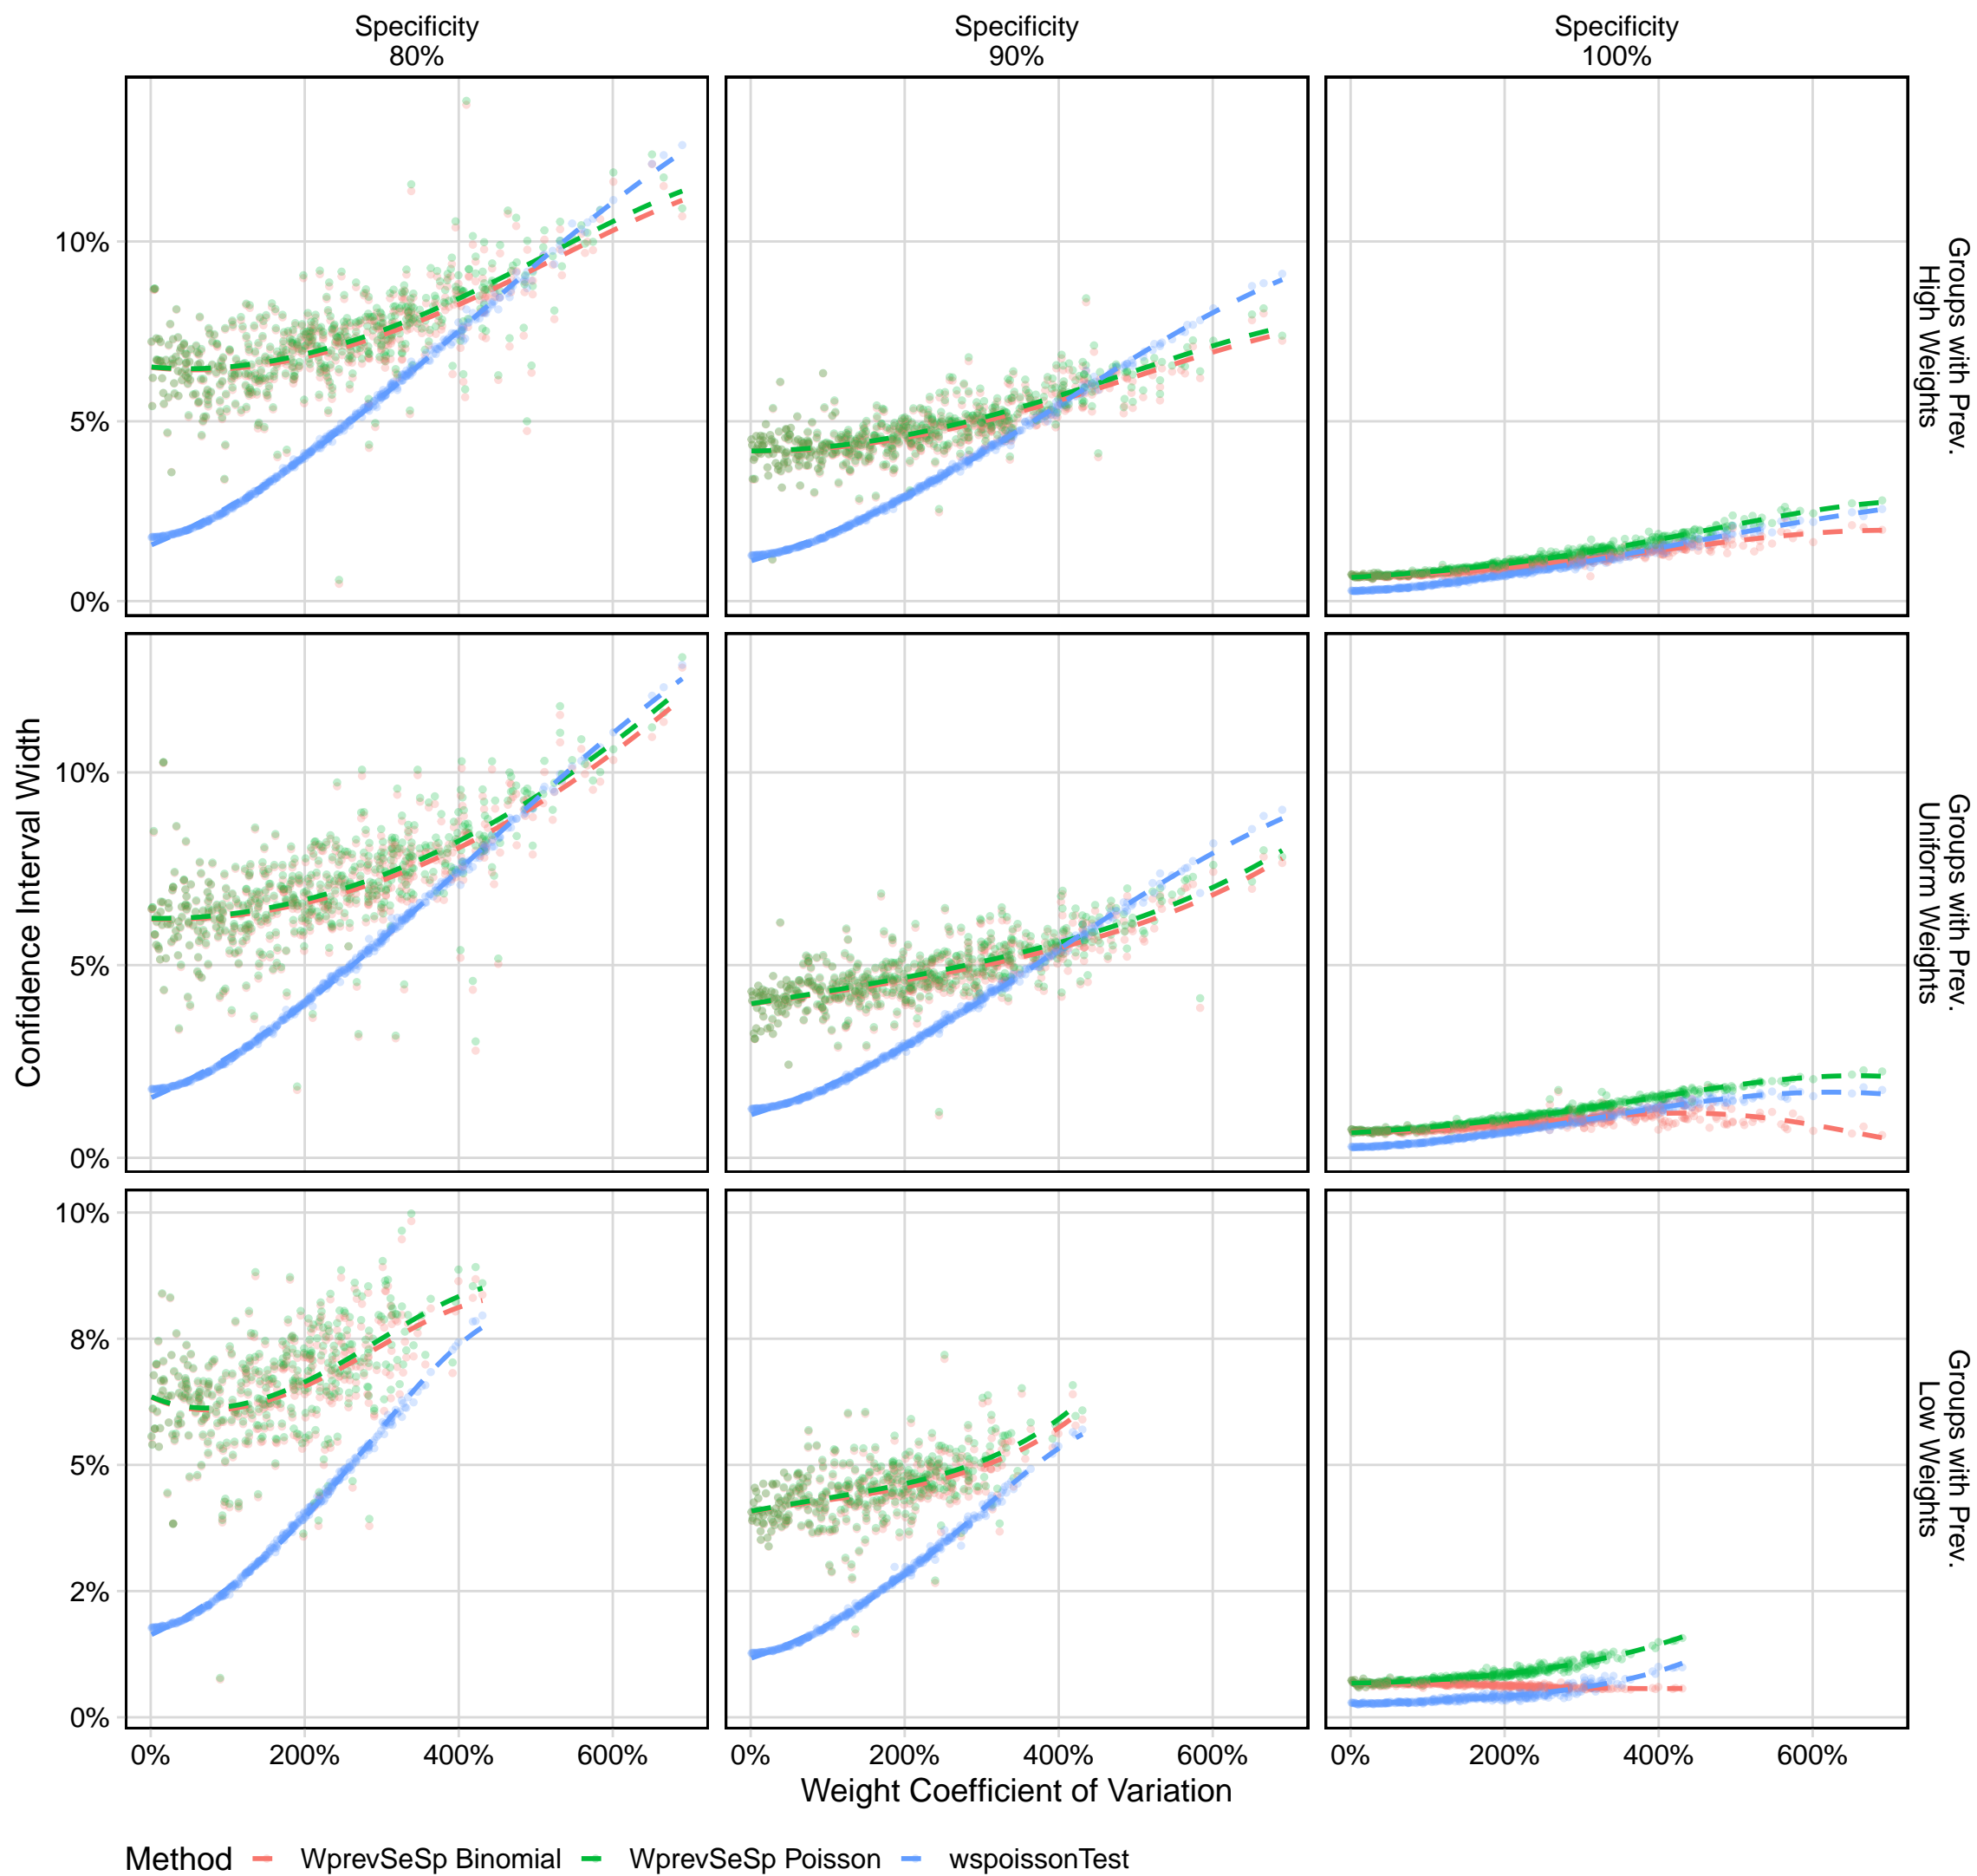 Specificity
80%
Specificity
90%
Specificity
100%
Groups with Prev.
High Weights
Groups with Prev.
Uniform Weights
Groups with Prev.
Low Weights
Confidence Interval Width
10%
5%
0%
10%
5%
0%
10%
8%
5%
2%
0%
0% 200% 400% 600%
0% 200% 400% 600%
0% 200% 400% 600%
Weight Coefficient of Variation
Method WprevSeSp Binomial WprevSeSp Poisson wspoissonTest